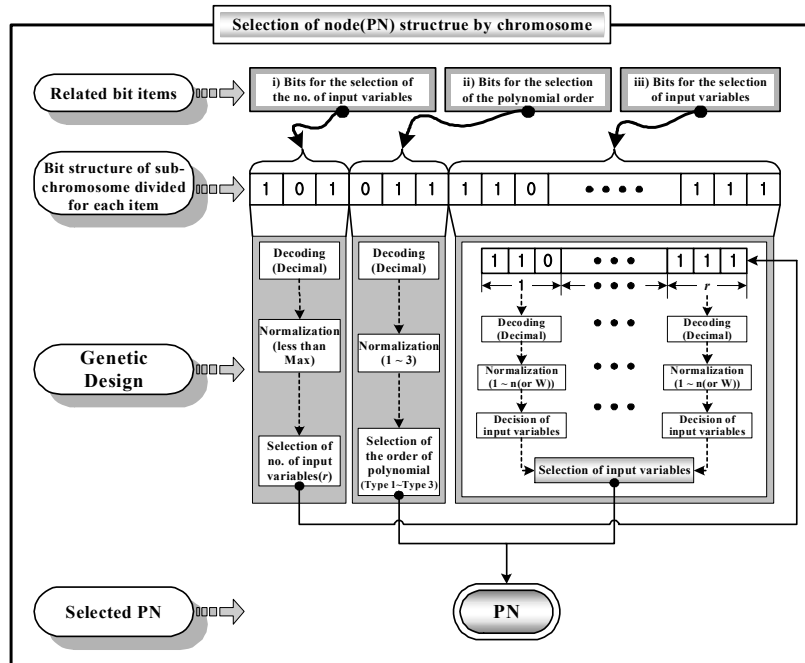 Selection of node(PN) structrue by chromosome
Related bit items
i) Bits for the selection of
the no. of input variables
ii) Bits for the selection
of the polynomial order
iii) Bits for the selection
of input variables
Bit structure of sub-
chromosome divided
for each item
1 0 1 0 1 1 1 1 0 1 1 1
Genetic
Design
Decoding
(Decimal)
Normalization
(less than
Max)
Selection of
no. of input
variables(r)
Decoding
(Decimal)
Normalization
(1 ~ 3)
Selection of
the order of
polynomial
(Type 1~Type 3)
1 1 0 1 1 1
1 r
Decoding
(Decimal)
Normalization
(1 ~ n(or W))
Decision of
input variables
Decoding
(Decimal)
Normalization
(1 ~ n(or W))
Decision of
input variables
Selection of input variables
Selected PN
PN